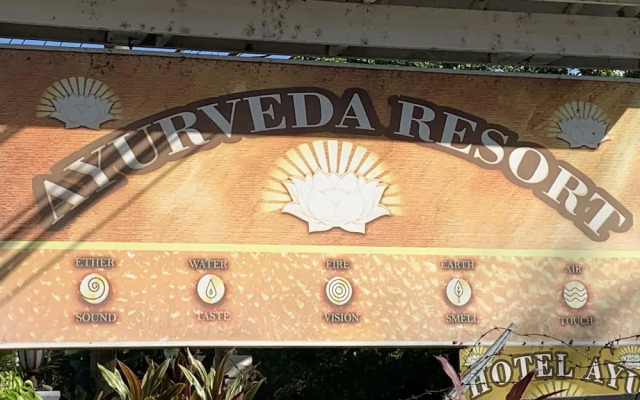 AYURVEDA RESORT
ETHER WATER FIRE EARTH AIR
SOUND TASTE VISION SMELL TOUCH
HOTEL AYU